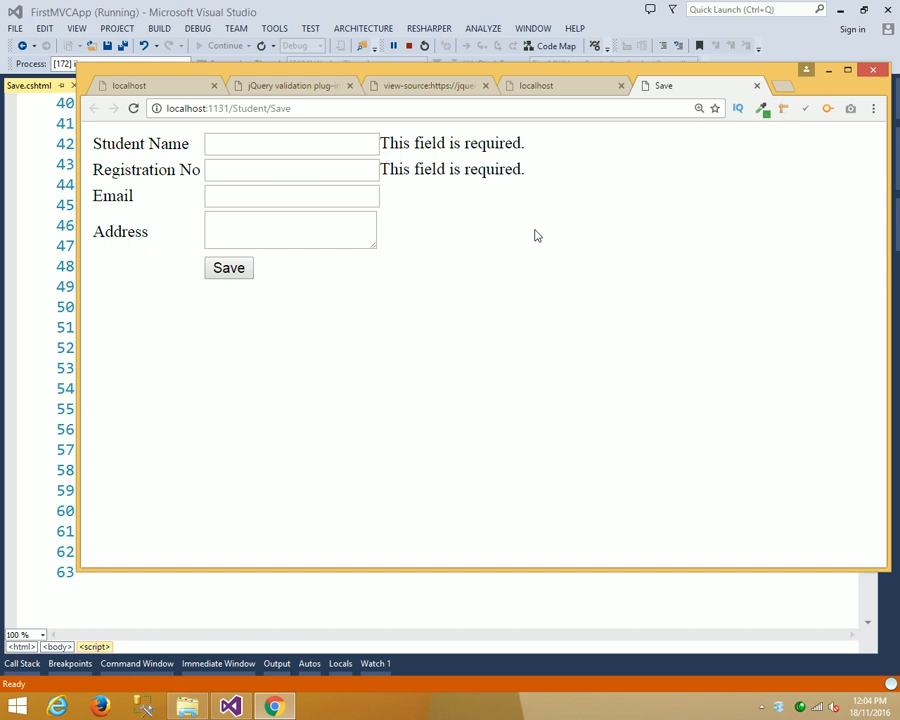 FirstMVCApp (Running) - Microsoft Visual Studio
Quick Launch (Ctrl+Q)
FILE EDIT VIEW PROJECT BUILD DEBUG TEAM TOOLS TEST ARCHITECTURE RESHARPER ANALYZE WINDOW HELP
Sign in
Continue Debug Code Map
Process: [172]
Save.cshtml
localhost jQuery validation plug-in view-source:https://jque localhost Save
localhost:1131/Student/Save
IQ
Student Name This field is required.
Registration No This field is required.
Email
Address
Save
40
41
42
43
44
45
46
47
48
49
50
51
52
53
54
55
56
57
58
59
60
61
62
63
100 %
<html> <body> <script>
Call Stack Breakpoints Command Window Immediate Window Output Autos Locals Watch 1
Ready
12:04 PM
18/11/2016